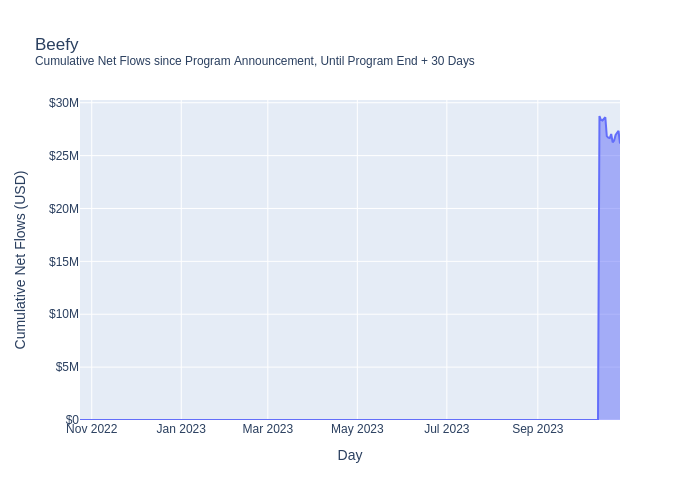 Beefy
Cumulative Net Flows since Program Announcement, Until Program End + 30 Days
Cumulative Net Flows (USD)
$30M
$25M
$20M
$15M
$10M
$5M
$0
Nov 2022 Jan 2023 Mar 2023 May 2023 Jul 2023 Sep 2023
Day